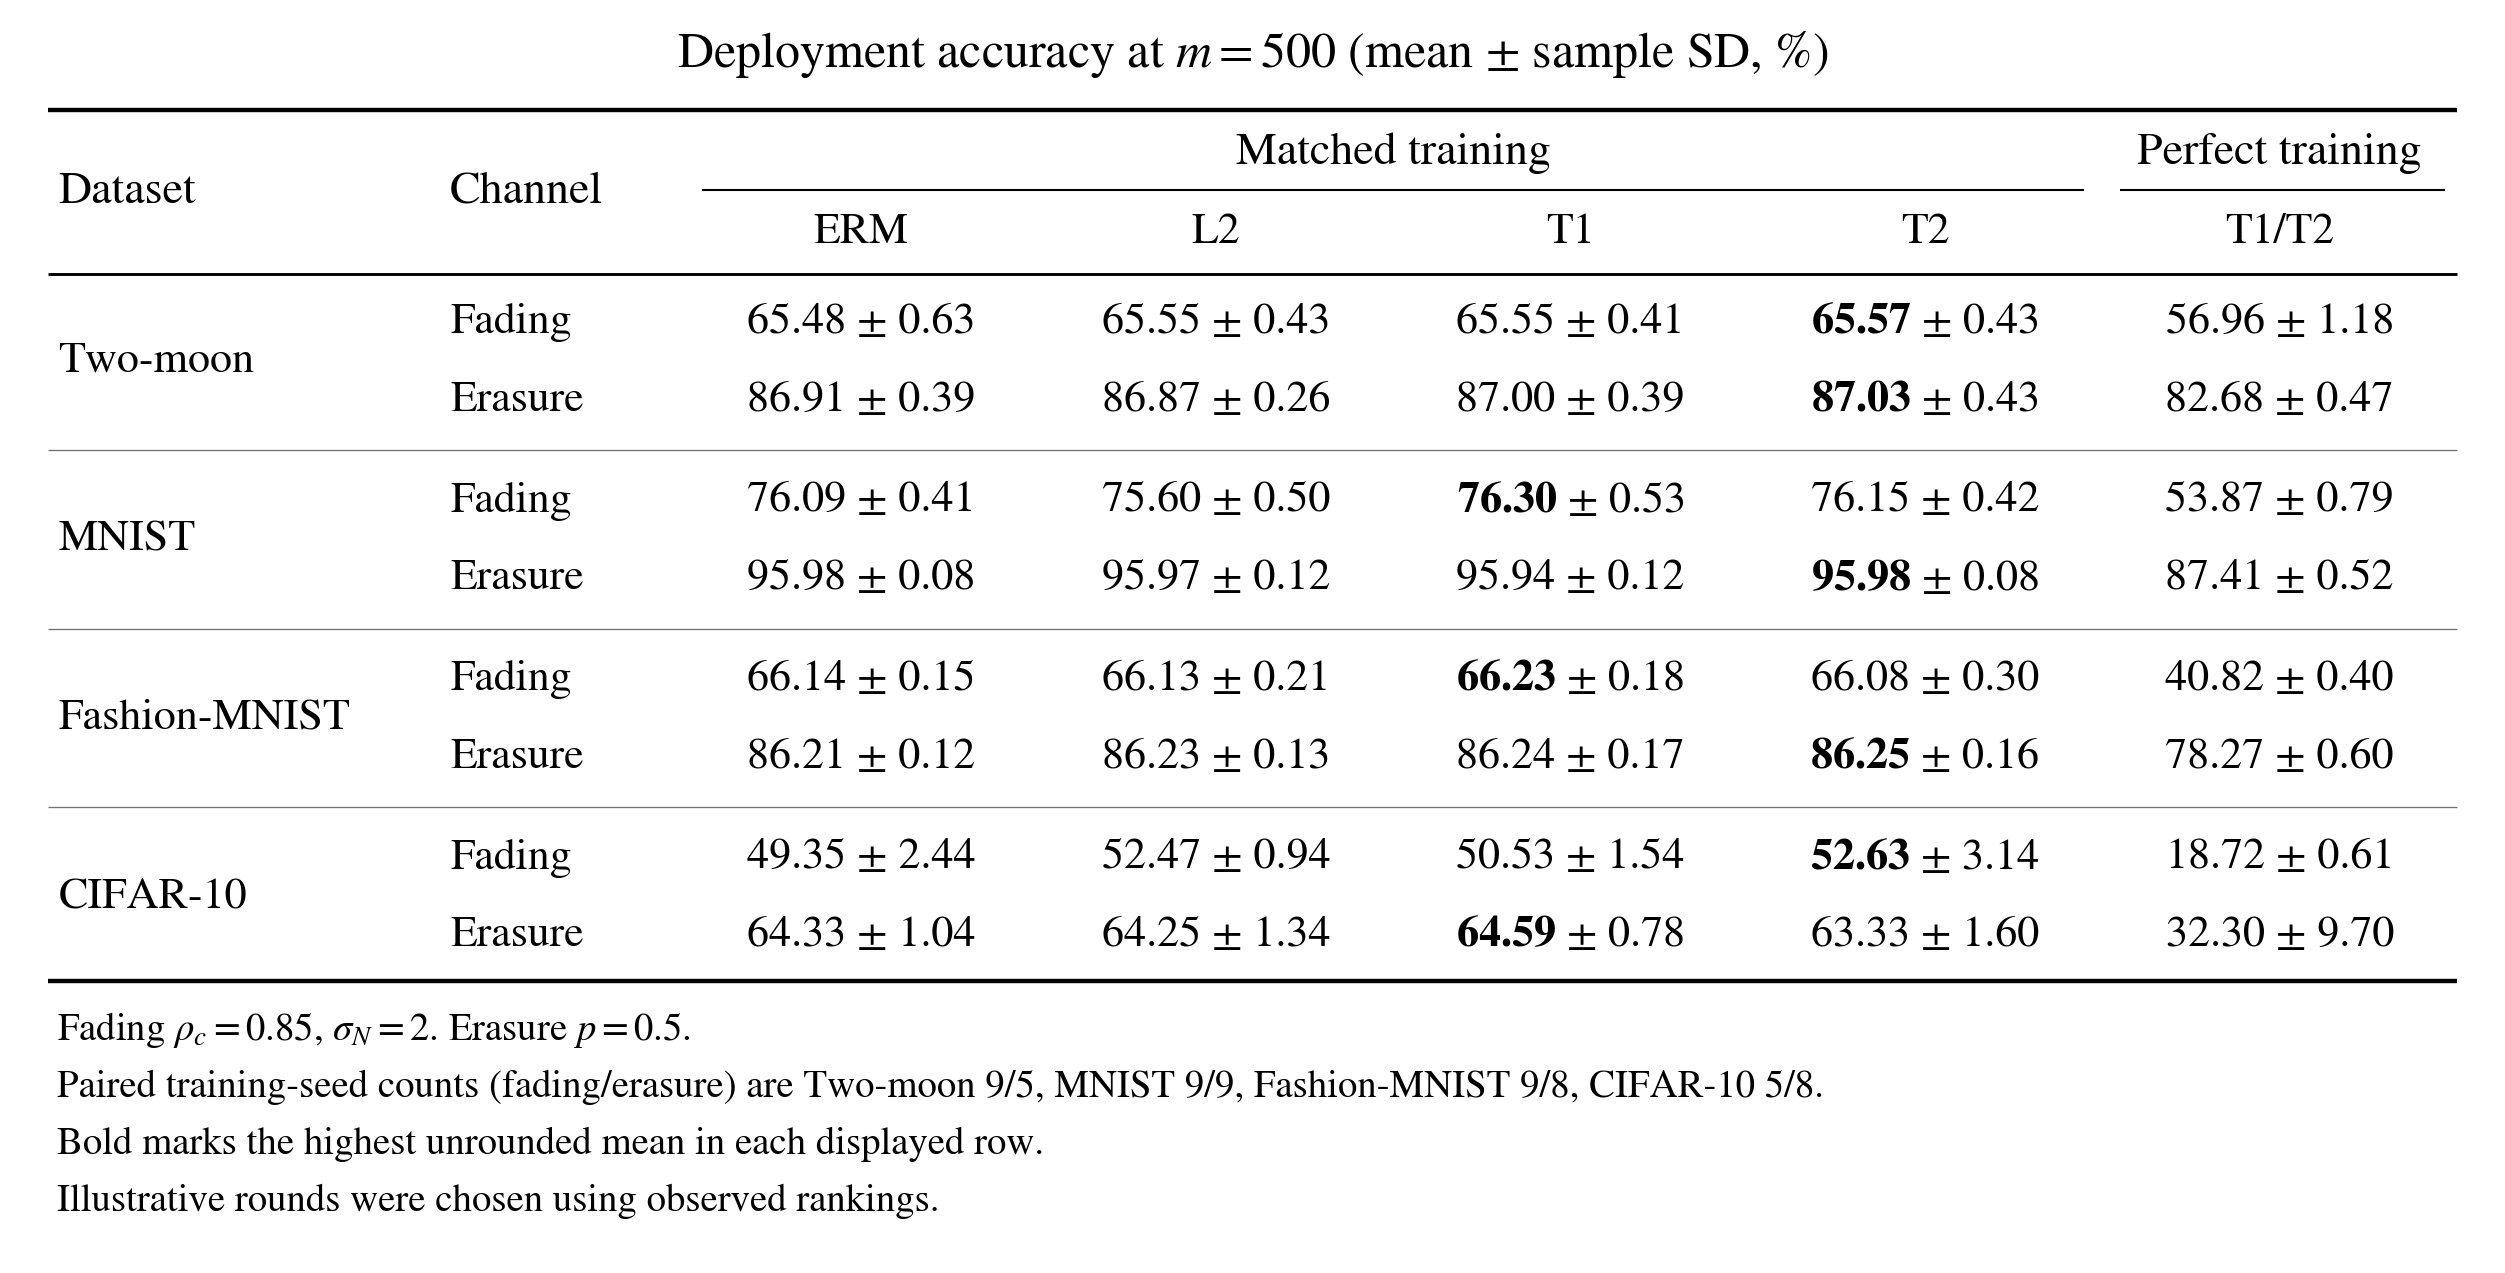 Deployment accuracy at m = 500 (mean ± sample SD, %)
Dataset Channel Matched training Perfect training
ERM L2 T1 T2 T1/T2
Two-moon Fading 65.48 ± 0.63 65.55 ± 0.43 65.55 ± 0.41 65.57 ± 0.43 56.96 ± 1.18
Erasure 86.91 ± 0.39 86.87 ± 0.26 87.00 ± 0.39 87.03 ± 0.43 82.68 ± 0.47
MNIST Fading 76.09 ± 0.41 75.60 ± 0.50 76.30 ± 0.53 76.15 ± 0.42 53.87 ± 0.79
Erasure 95.98 ± 0.08 95.97 ± 0.12 95.94 ± 0.12 95.98 ± 0.08 87.41 ± 0.52
Fashion-MNIST Fading 66.14 ± 0.15 66.13 ± 0.21 66.23 ± 0.18 66.08 ± 0.30 40.82 ± 0.40
Erasure 86.21 ± 0.12 86.23 ± 0.13 86.24 ± 0.17 86.25 ± 0.16 78.27 ± 0.60
CIFAR-10 Fading 49.35 ± 2.44 52.47 ± 0.94 50.53 ± 1.54 52.63 ± 3.14 18.72 ± 0.61
Erasure 64.33 ± 1.04 64.25 ± 1.34 64.59 ± 0.78 63.33 ± 1.60 32.30 ± 9.70
Fading ρc = 0.85, σN = 2. Erasure p = 0.5.
Paired training-seed counts (fading/erasure) are Two-moon 9/5, MNIST 9/9, Fashion-MNIST 9/8, CIFAR-10 5/8.
Bold marks the highest unrounded mean in each displayed row.
Illustrative rounds were chosen using observed rankings.